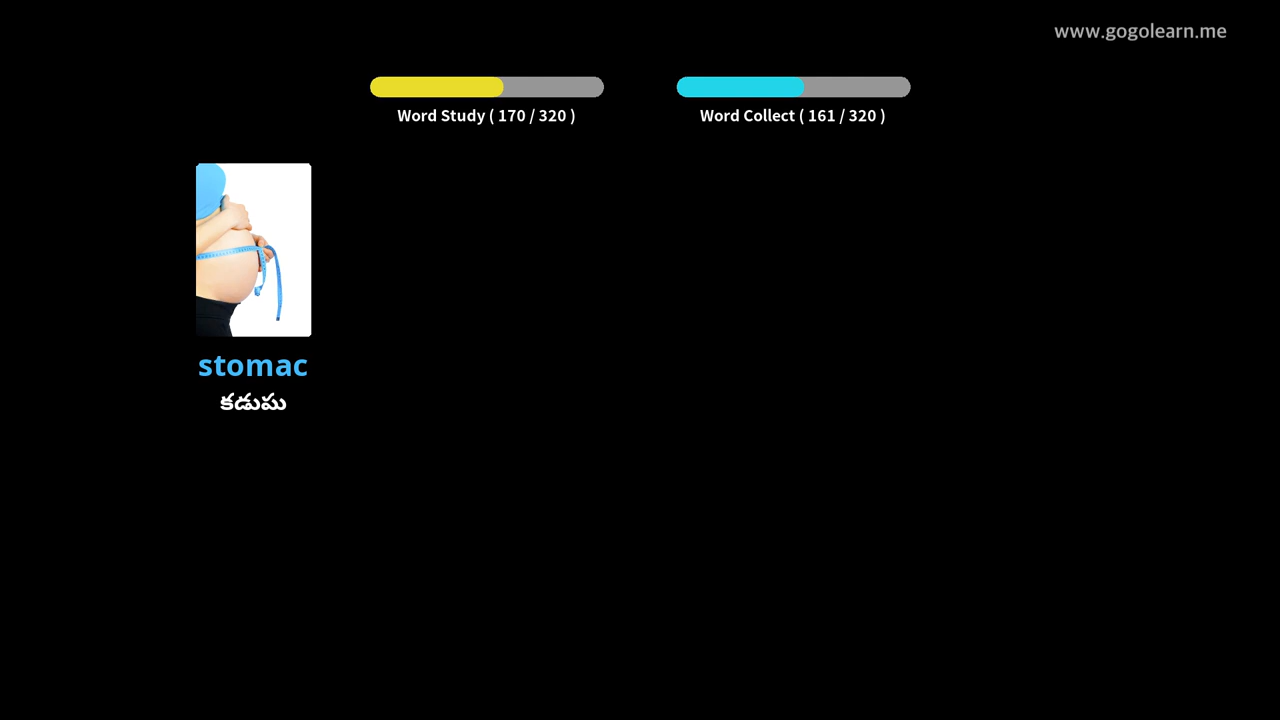 www.gogolearn.me
Word Study ( 170 / 320 )
Word Collect ( 161 / 320 )
stomac
కడుపు